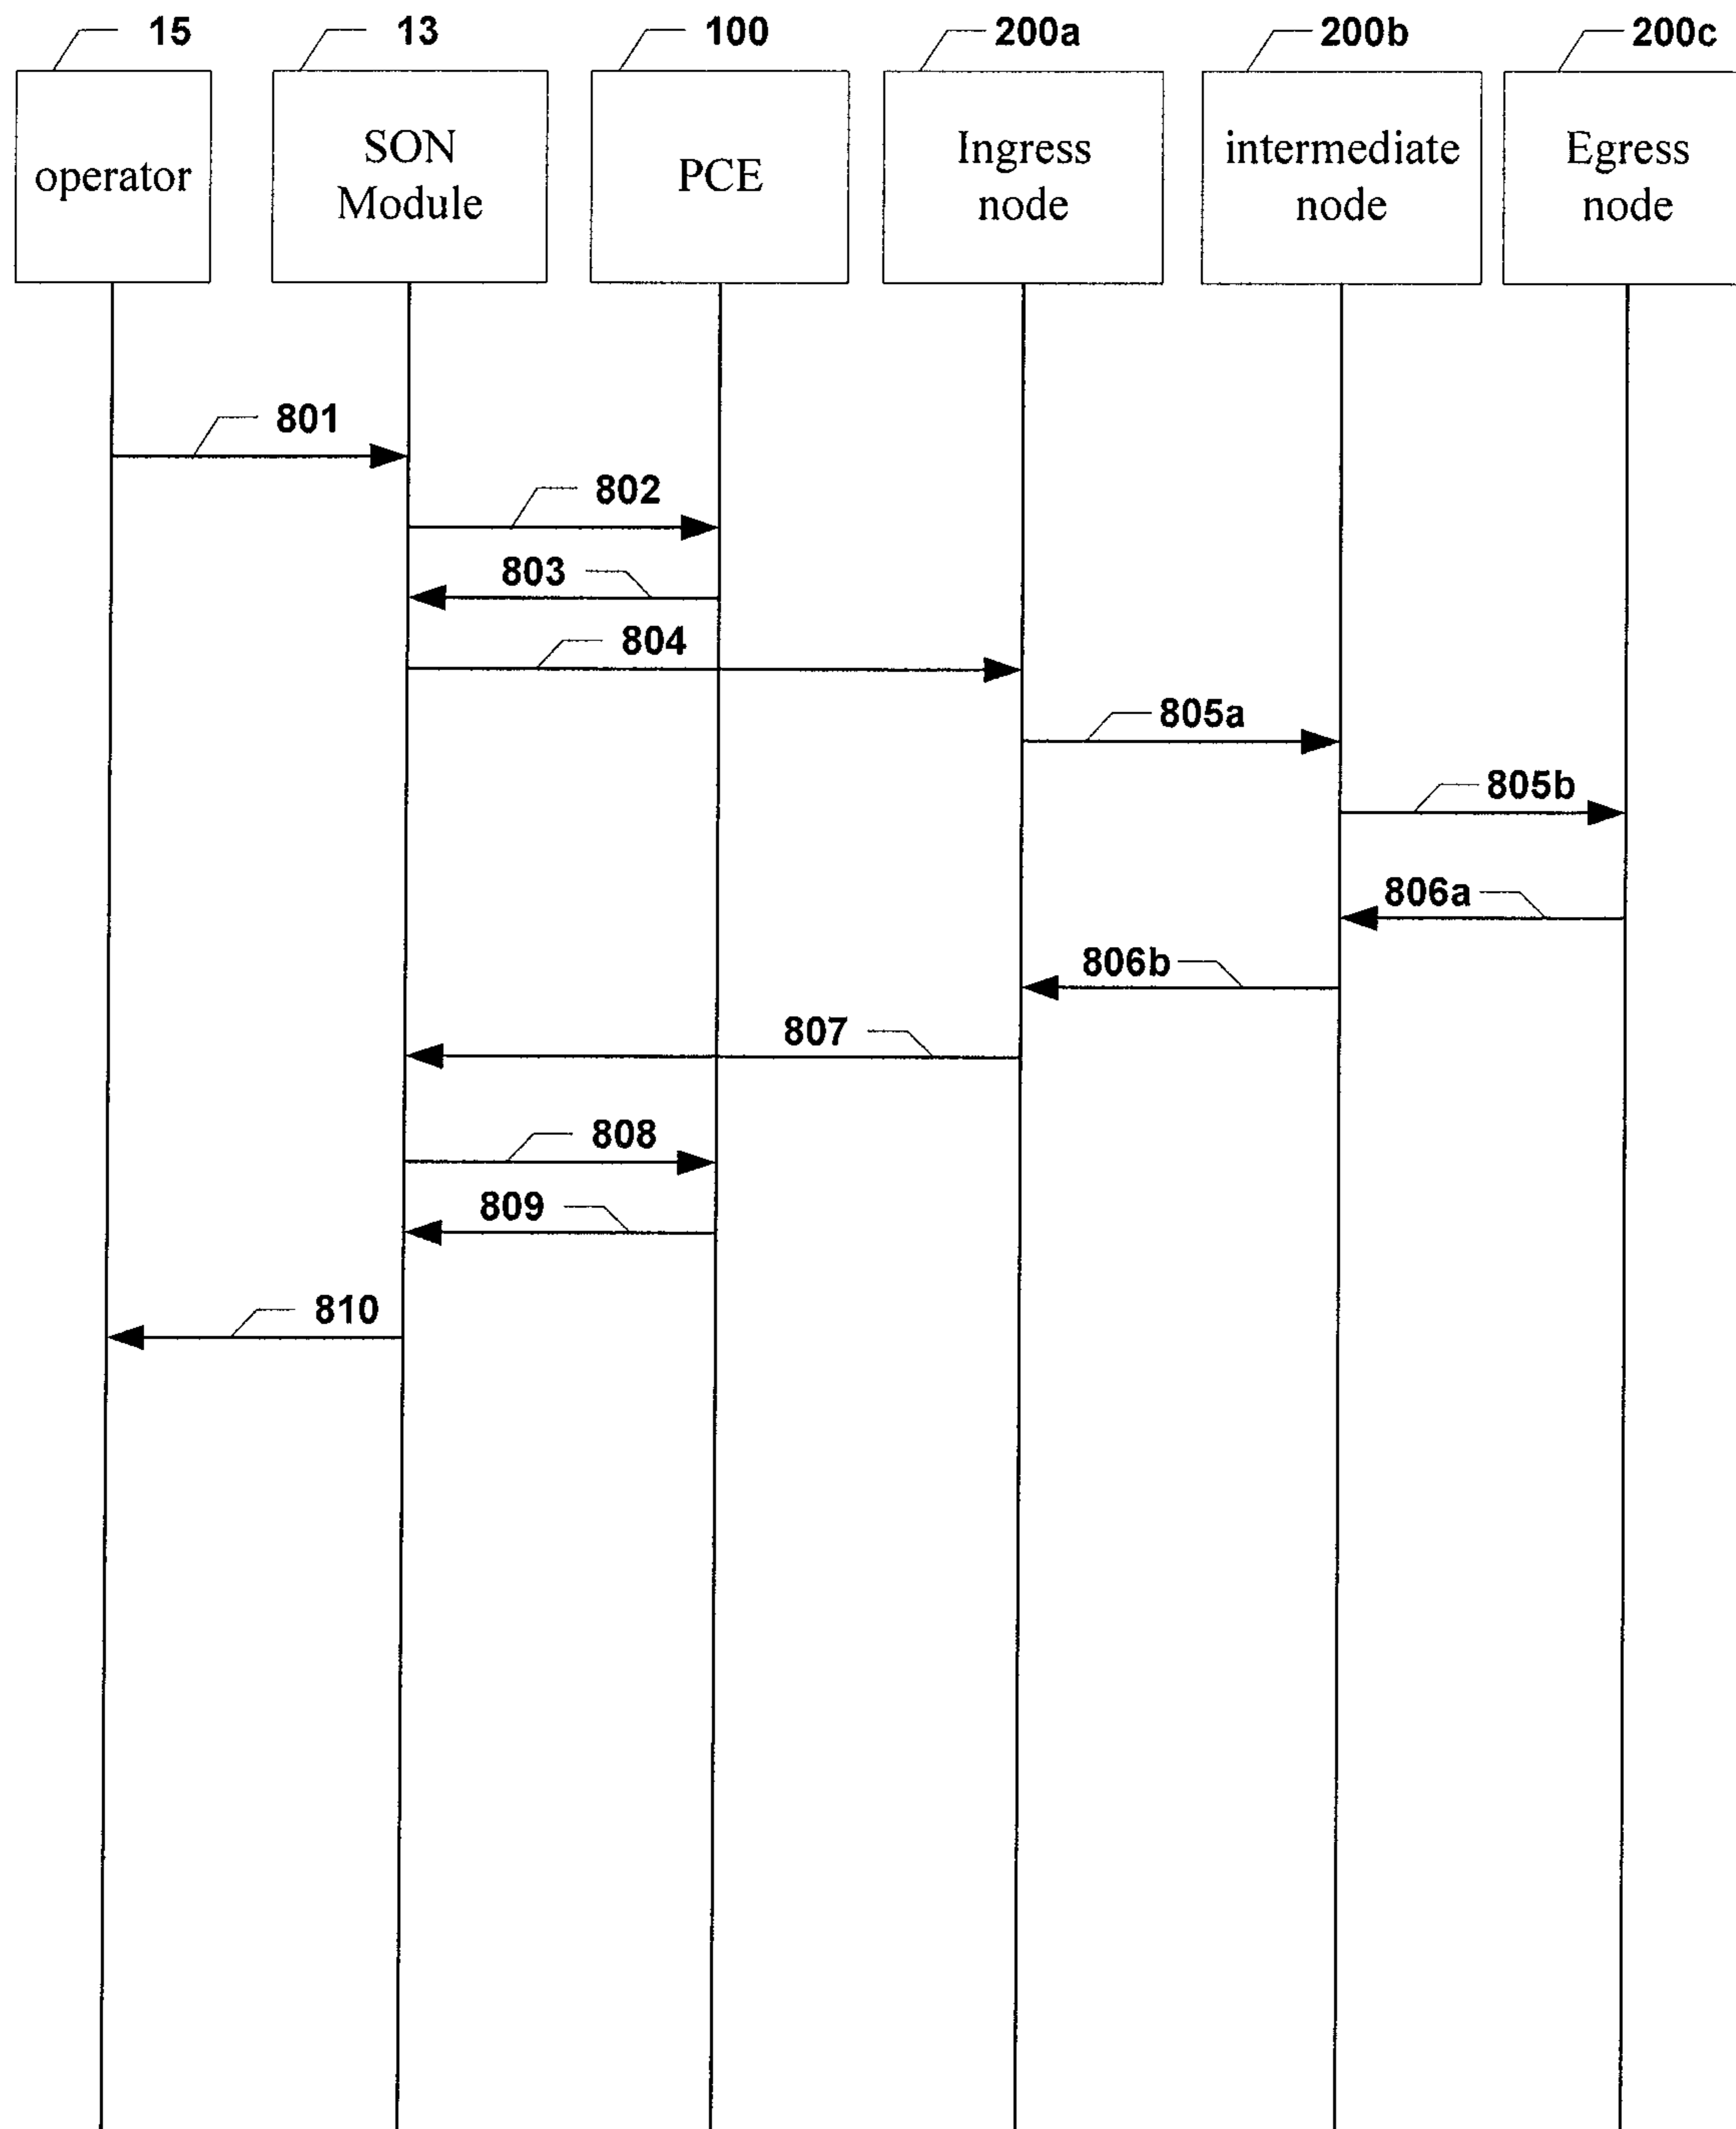 15
13
100
200a
200b
200c
operator
SON
Module
PCE
Ingress
node
intermediate
node
Egress
node
801
802
803
804
805a
805b
806a
806b
807
808
809
810